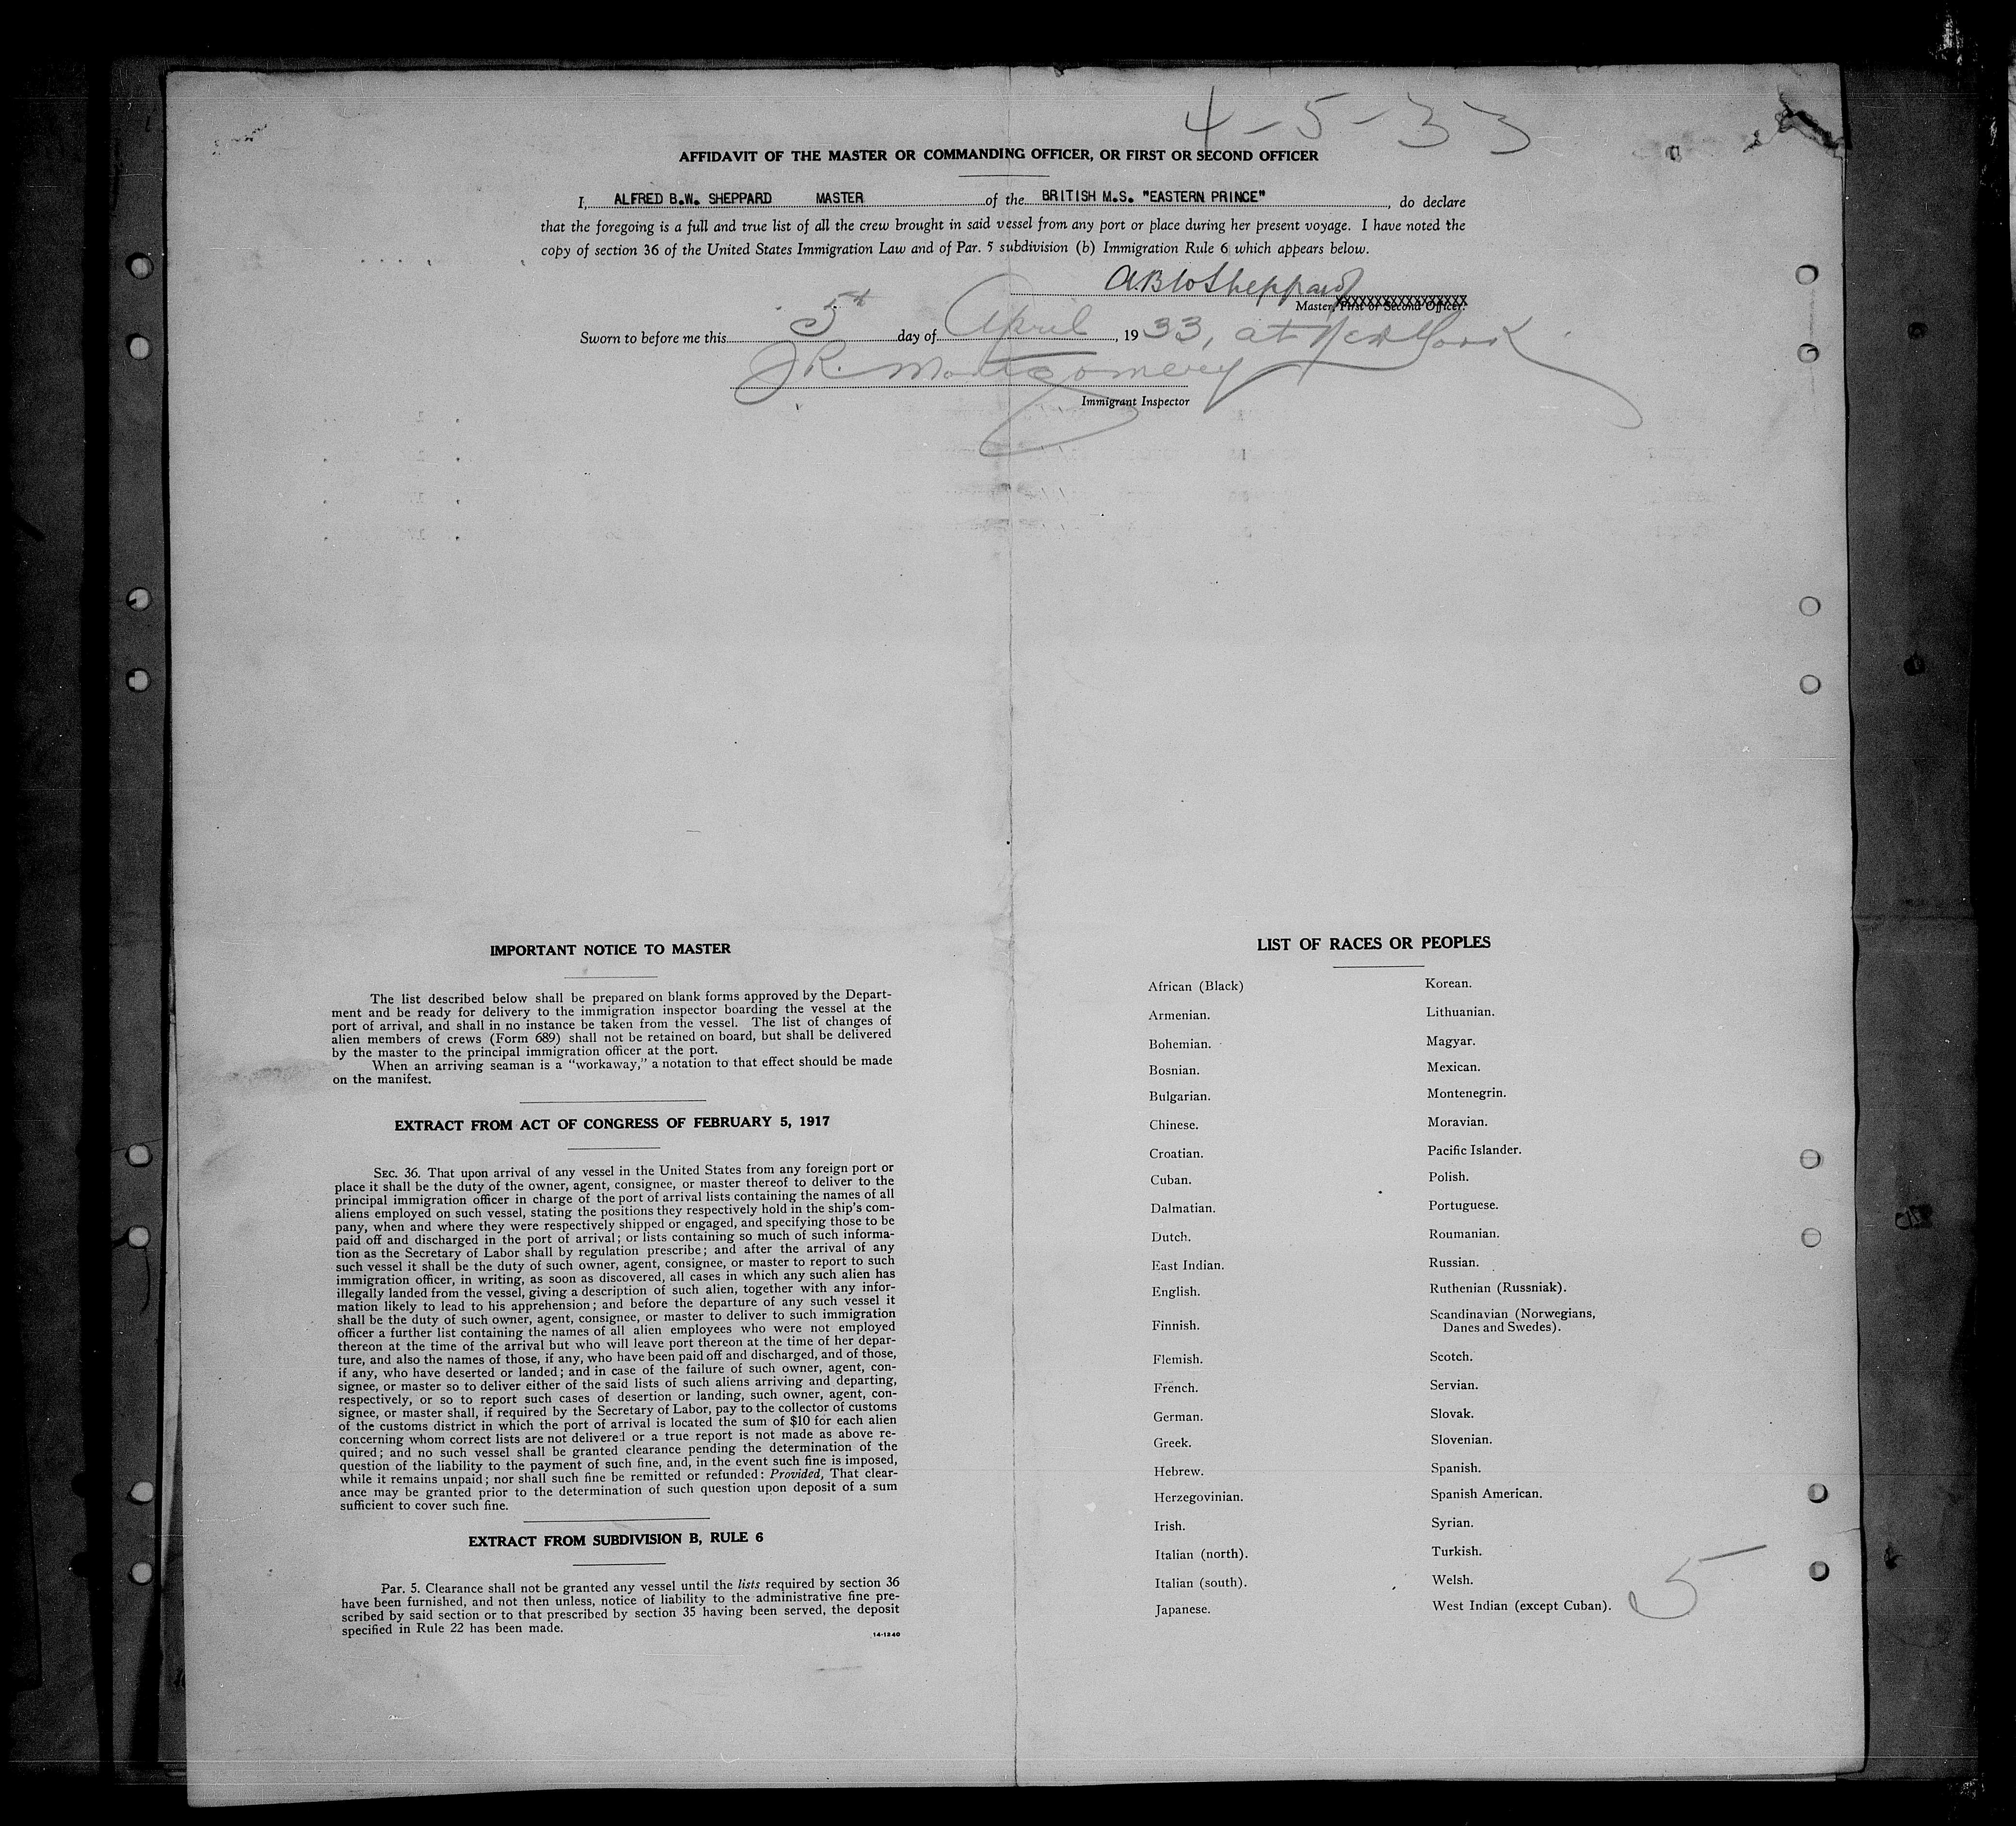 4-5-33
AFFIDAVIT OF THE MASTER OR COMMANDING OFFICER, OR FIRST OR SECOND OFFICER
I, ALFRED B.W. SHEPPARD MASTER of the BRITISH M.S. "EASTERN PRINCE", do declare
that the foregoing is a full and true list of all the crew brought in said vessel from any port or place during her present voyage. I have noted the
copy of section 36 of the United States Immigration Law and of Par. 5 subdivision (b) Immigration Rule 6 which appears below.
A.B.W Sheppard
Master, First or Second Officer.
Sworn to before me this 5th day of April, 1933, at New York
JR. Montgomery
Immigrant Inspector
IMPORTANT NOTICE TO MASTER
The list described below shall be prepared on blank forms approved by the Depart-
ment and be ready for delivery to the immigration inspector boarding the vessel at the
port of arrival, and shall in no instance be taken from the vessel. The list of changes of
alien members of crews (Form 689) shall not be retained on board, but shall be delivered
by the master to the principal immigration officer at the port.
When an arriving seaman is a "workaway," a notation to that effect should be made
on the manifest.
EXTRACT FROM ACT OF CONGRESS OF FEBRUARY 5, 1917
SEC. 36. That upon arrival of any vessel in the United States from any foreign port or
place it shall be the duty of the owner, agent, consignee, or master thereof to deliver to the
principal immigration officer in charge of the port of arrival lists containing the names of all
aliens employed on such vessel, stating the positions they respectively hold in the ship's com-
pany, when and where they were respectively shipped or engaged, and specifying those to be
paid off and discharged in the port of arrival; or lists containing so much of such informa-
tion as the Secretary of Labor shall by regulation prescribe; and after the arrival of any
such vessel it shall be the duty of such owner, agent, consignee, or master to report to such
immigration officer, in writing, as soon as discovered, all cases in which any such alien has
illegally landed from the vessel, giving a description of such alien, together with any infor-
mation likely to lead to his apprehension; and before the departure of any such vessel it
shall be the duty of such owner, agent, consignee, or master to deliver to such immigration
officer a further list containing the names of all alien employees who were not employed
thereon at the time of the arrival but who will leave port thereon at the time of her depar-
ture, and also the names of those, if any, who have been paid off and discharged, and of those,
if any, who have deserted or landed; and in case of the failure of such owner, agent, con-
signee, or master so to deliver either of the said lists of such aliens arriving and departing,
respectively, or so to report such cases of desertion or landing, such owner, agent, con-
signee, or master shall, if required by the Secretary of Labor, pay to the collector of customs
of the customs district in which the port of arrival is located the sum of $10 for each alien
concerning whom correct lists are not delivered or a true report is not made as above re-
quired; and no such vessel shall be granted clearance pending the determination of the
question of the liability to the payment of such fine, and, in the event such fine is imposed,
while it remains unpaid; nor shall such fine be remitted or refunded: Provided, That clear-
ance may be granted prior to the determination of such question upon deposit of a sum
sufficient to cover such fine.
EXTRACT FROM SUBDIVISION B, RULE 6
Par. 5. Clearance shall not be granted any vessel until the lists required by section 36
have been furnished, and not then unless, notice of liability to the administrative fine pre-
scribed by said section or to that prescribed by section 35 having been served, the deposit
specified in Rule 22 has been made.
14-1240
LIST OF RACES OR PEOPLES
African (Black)
Armenian.
Bohemian.
Bosnian.
Bulgarian.
Chinese.
Croatian.
Cuban.
Dalmatian.
Dutch.
East Indian.
English.
Finnish.
Flemish.
French.
German.
Greek.
Hebrew.
Herzegovinian.
Irish.
Italian (north).
Italian (south).
Japanese.
Korean.
Lithuanian.
Magyar.
Mexican.
Montenegrin.
Moravian.
Pacific Islander.
Polish.
Portuguese.
Roumanian.
Russian.
Ruthenian (Russniak).
Scandinavian (Norwegians,
Danes and Swedes).
Scotch.
Servian.
Slovak.
Slovenian.
Spanish.
Spanish American.
Syrian.
Turkish.
Welsh.
West Indian (except Cuban).
5